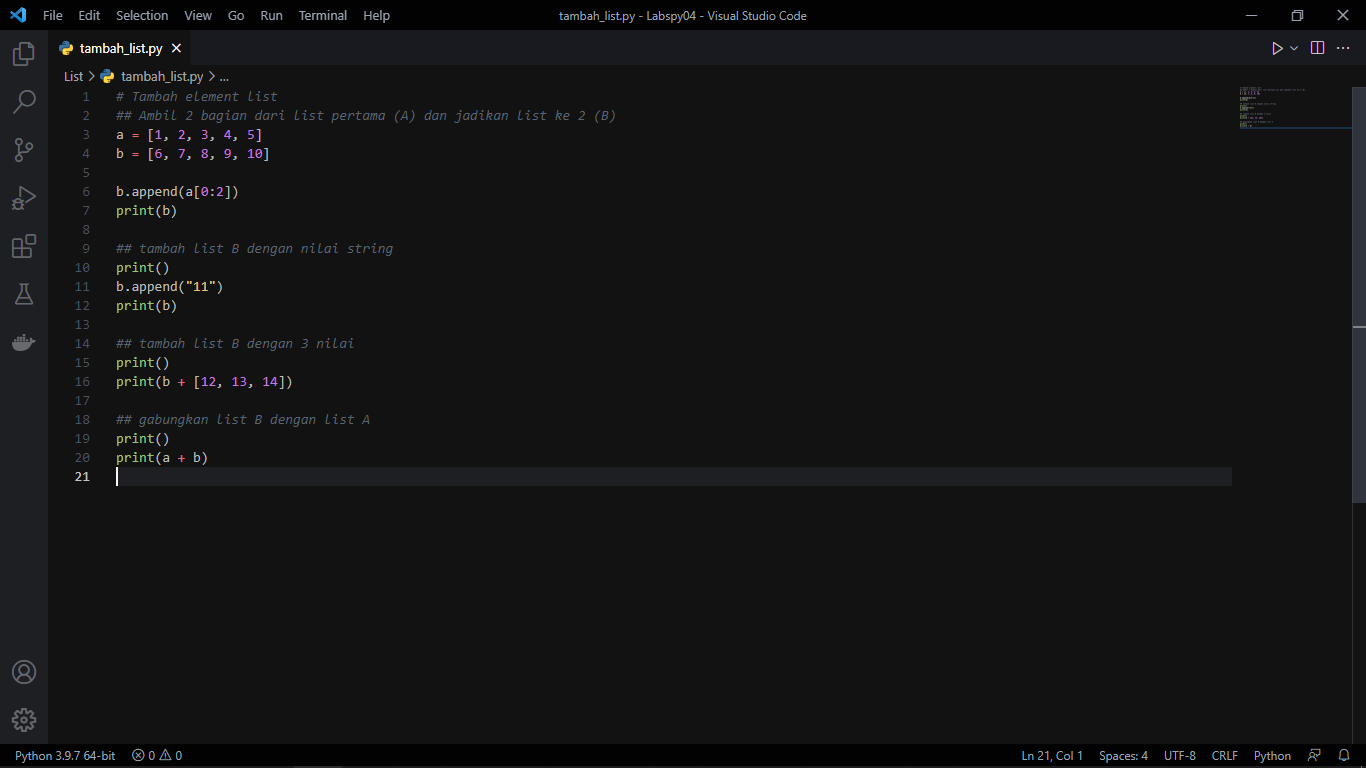 File Edit Selection View Go Run Terminal Help tambah_list.py - Labspy04 - Visual Studio Code
tambah_list.py
List > tambah_list.py > ...
1 # Tambah element list
2 ## Ambil 2 bagian dari list pertama (A) dan jadikan list ke 2 (B)
3 a = [1, 2, 3, 4, 5]
4 b = [6, 7, 8, 9, 10]
5
6 b.append(a[0:2])
7 print(b)
8
9 ## tambah list B dengan nilai string
10 print()
11 b.append("11")
12 print(b)
13
14 ## tambah list B dengan 3 nilai
15 print()
16 print(b + [12, 13, 14])
17
18 ## gabungkan list B dengan list A
19 print()
20 print(a + b)
21
Python 3.9.7 64-bit 0 0 Ln 21, Col 1 Spaces: 4 UTF-8 CRLF Python